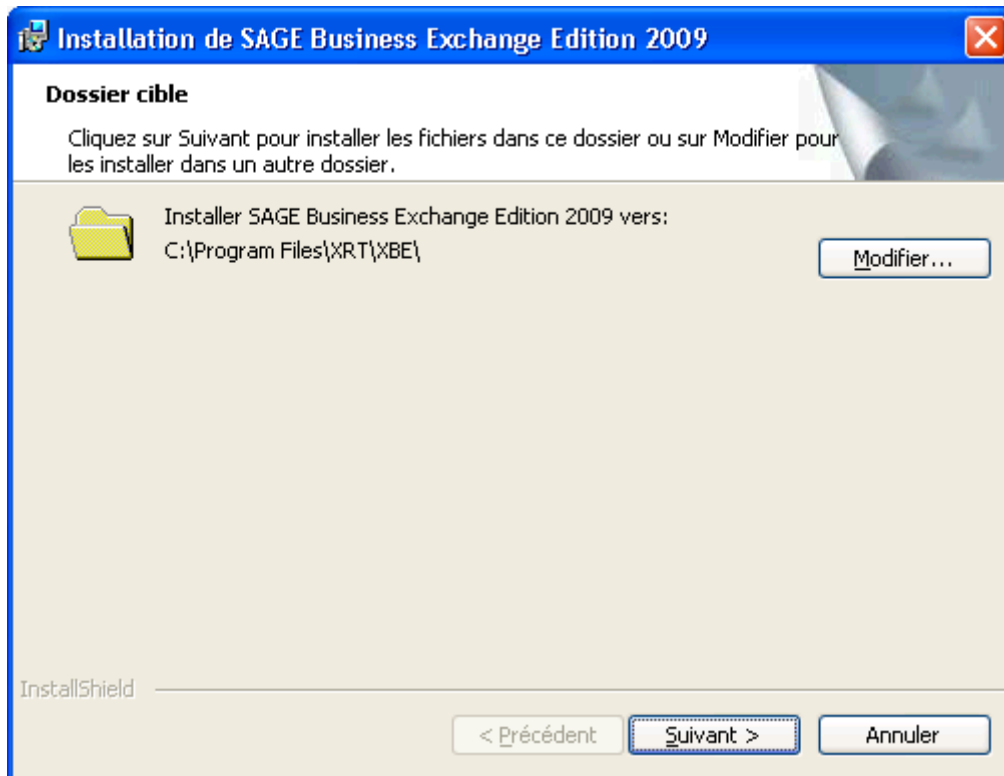 Installation de SAGE Business Exchange Edition 2009
Dossier cible
Cliquez sur Suivant pour installer les fichiers dans ce dossier ou sur Modifier pour
les installer dans un autre dossier.
Installer SAGE Business Exchange Edition 2009 vers:
C:\Program Files\XRT\XBE\
Modifier...
InstallShield
< Précédent
Suivant >
Annuler